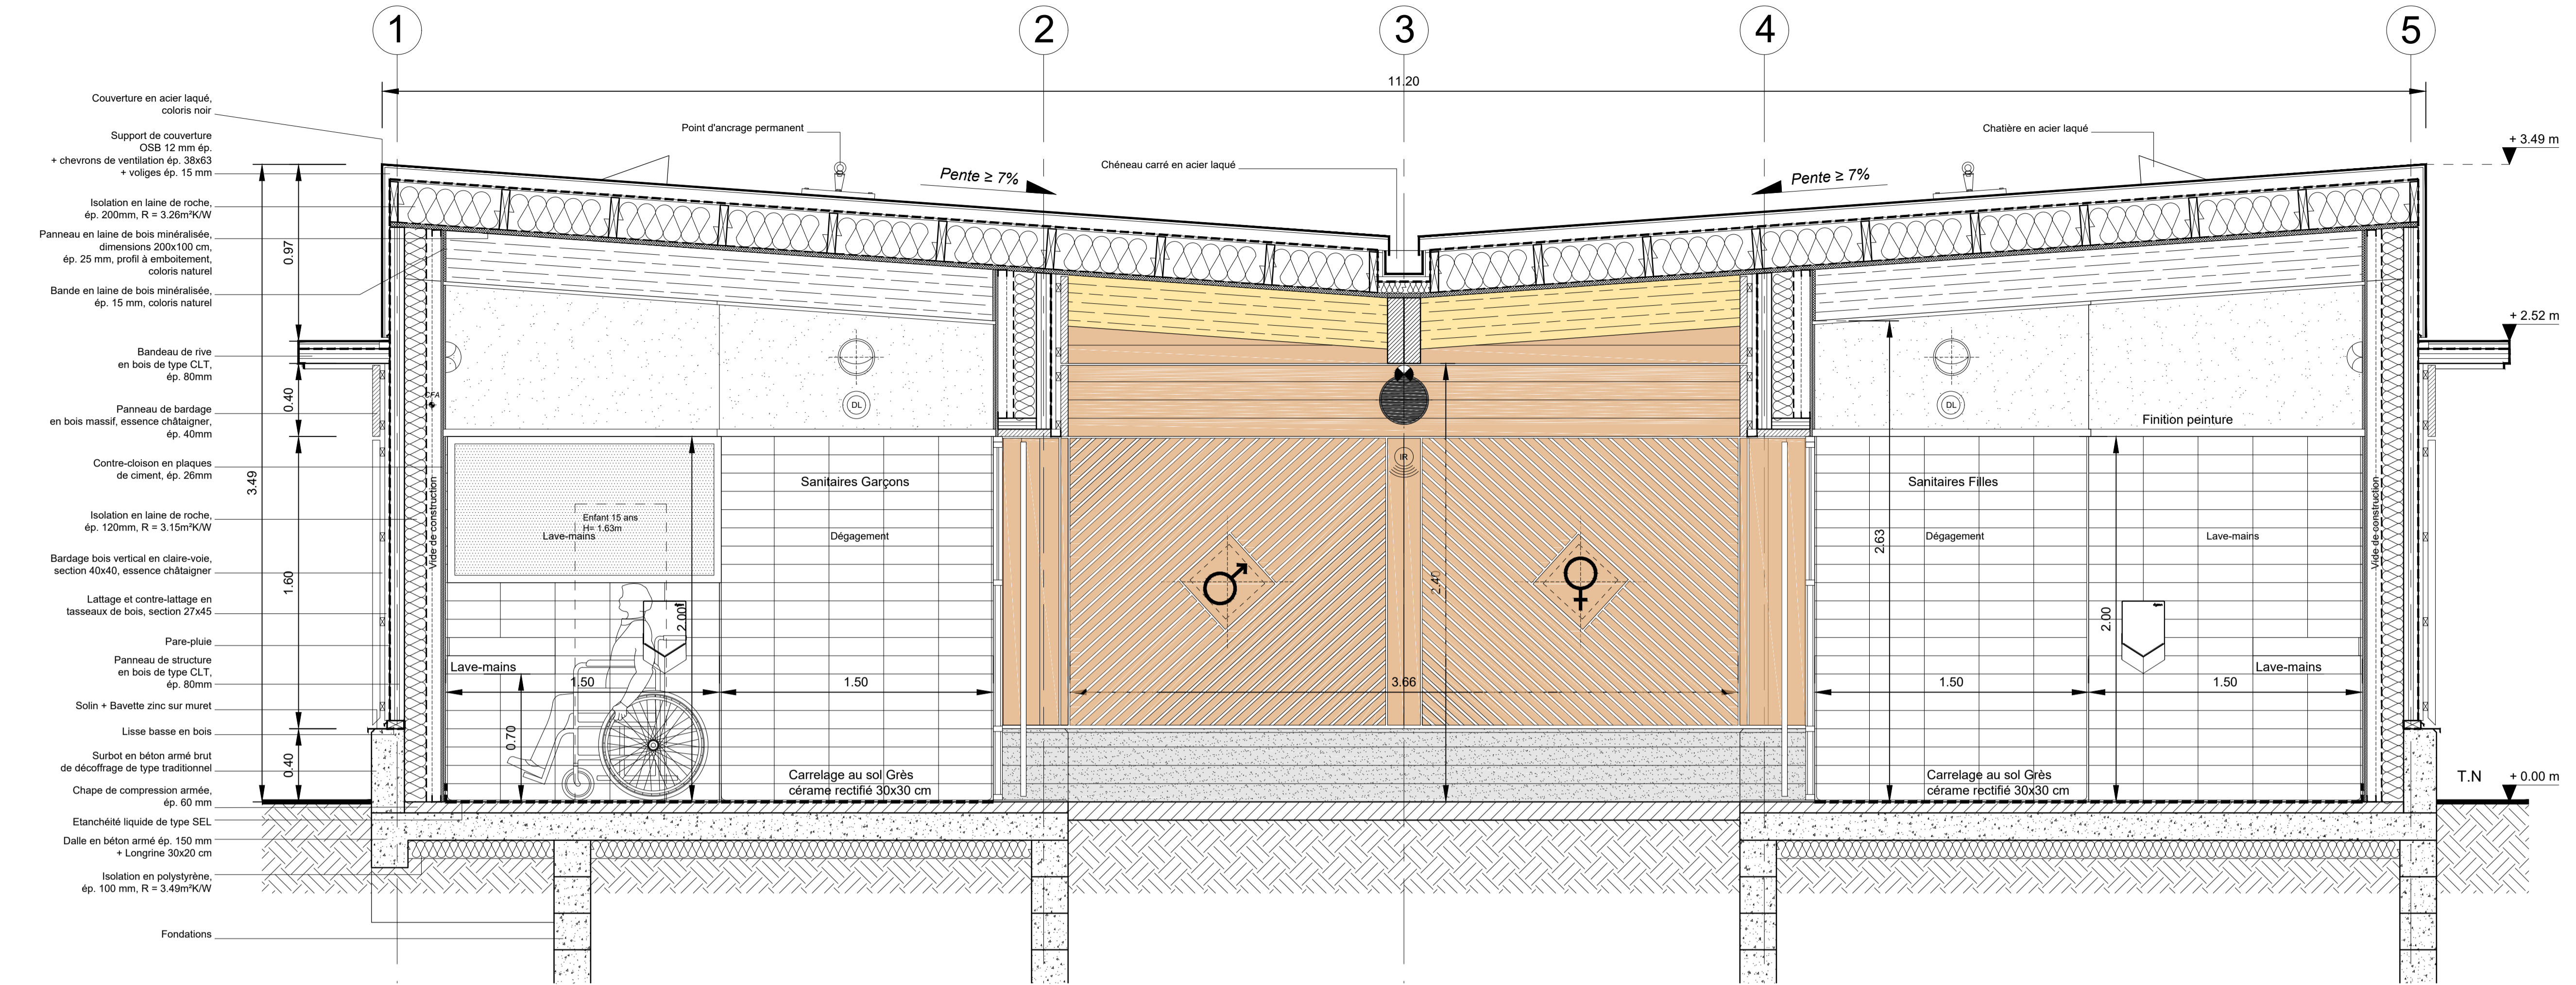 1
2
3
4
5
11.20
Couverture en acier laqué,
coloris noir
Support de couverture
OSB 12 mm ép.
+ chevrons de ventilation ép. 38x63
+ voliges ép. 15 mm
Isolation en laine de roche,
ép. 200mm, R = 3.26m²K/W
Panneau en laine de bois minéralisée,
dimensions 200x100 cm,
ép. 25 mm, profil à emboitement,
coloris naturel
Bande en laine de bois minéralisée,
ép. 15 mm, coloris naturel
Bandeau de rive
en bois de type CLT,
ép. 80mm
Panneau de bardage
en bois massif, essence châtaigner,
ép. 40mm
Contre-cloison en plaques
de ciment, ép. 26mm
Isolation en laine de roche,
ép. 120mm, R = 3.15m²K/W
Bardage bois vertical en claire-voie,
section 40x40, essence châtaigner
Lattage et contre-lattage en
tasseaux de bois, section 27x45
Pare-pluie
Panneau de structure
en bois de type CLT,
ép. 80mm
Solin + Bavette zinc sur muret
Lisse basse en bois
Surbot en béton armé brut
de décoffrage de type traditionnel
Chape de compression armée,
ép. 60 mm
Etanchéité liquide de type SEL
Dalle en béton armé ép. 150 mm
+ Longrine 30x20 cm
Isolation en polystyrène,
ép. 100 mm, R = 3.49m²K/W
Fondations
3.49
0.97
0.40
1.60
0.40
Point d'ancrage permanent
Pente ≥ 7%
Chéneau carré en acier laqué
Pente ≥ 7%
Chatière en acier laqué
+ 3.49 m
+ 2.52 m
T.N
+ 0.00 m
CFA
Vide de construction
DL
Sanitaires Garçons
Enfant 15 ans
H= 1.63m
Lave-mains
Dégagement
2.00
Lave-mains
1.50
1.50
0.70
Carrelage au sol Grès
cérame rectifié 30x30 cm
IR
3.66
2.40
DL
Finition peinture
Sanitaires Filles
2.63
Dégagement
Lave-mains
2.00
Lave-mains
1.50
1.50
Carrelage au sol Grès
cérame rectifié 30x30 cm
Vide de construction